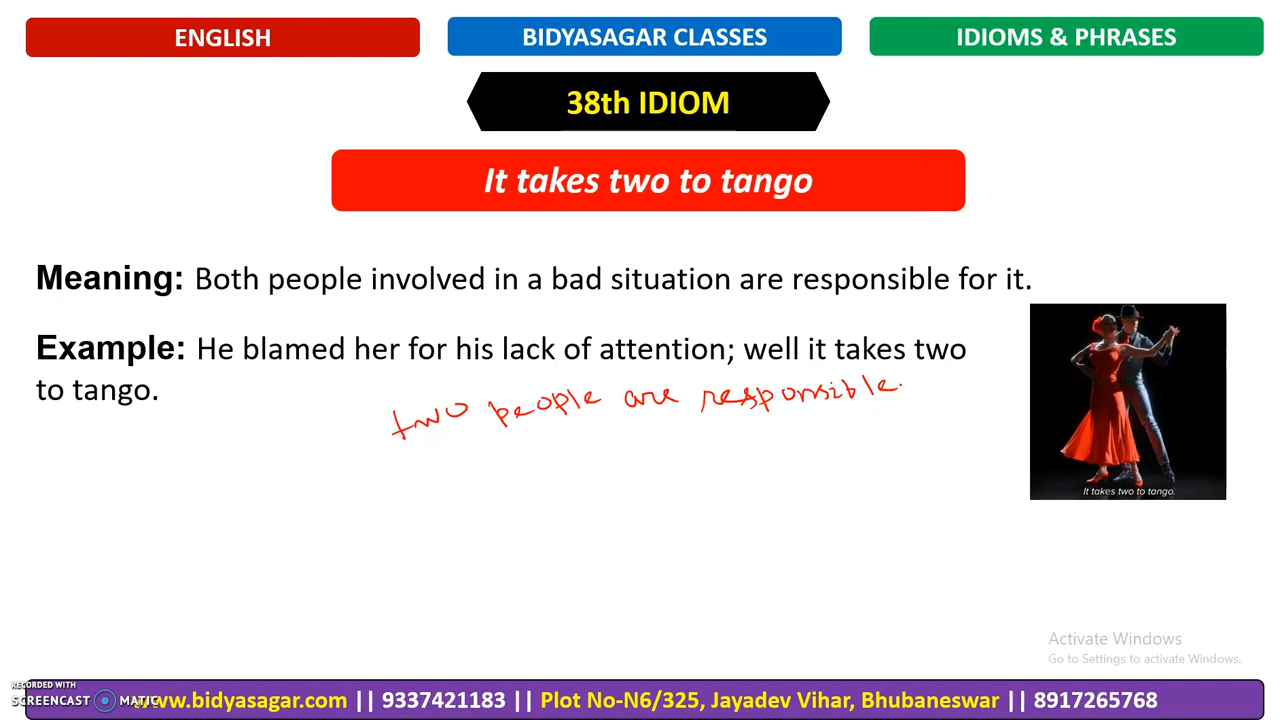 ENGLISH
BIDYASAGAR CLASSES
IDIOMS & PHRASES
38th IDIOM
It takes two to tango
Meaning: Both people involved in a bad situation are responsible for it.
Example: He blamed her for his lack of attention; well it takes two
to tango.
two people are responsible.
It takes two to tango.
Activate Windows
Go to Settings to activate Windows.
RECORDED WITH
SCREENCAST MATIC
www.bidyasagar.com || 9337421183 || Plot No-N6/325, Jayadev Vihar, Bhubaneswar || 8917265768